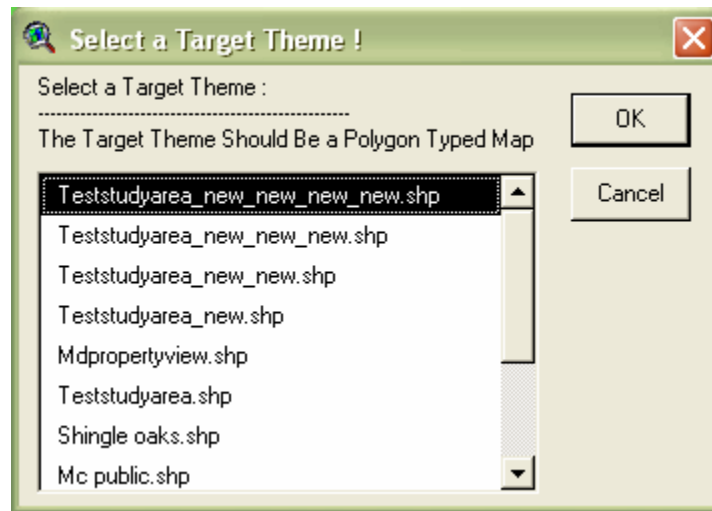 Select a Target Theme !
Select a Target Theme :
--------------------------------------------------
The Target Theme Should Be a Polygon Typed Map
OK
Cancel
Teststudyarea_new_new_new_new.shp
Teststudyarea_new_new_new.shp
Teststudyarea_new_new.shp
Teststudyarea_new.shp
Mdpropertyview.shp
Teststudyarea.shp
Shingle oaks.shp
Mc public.shp